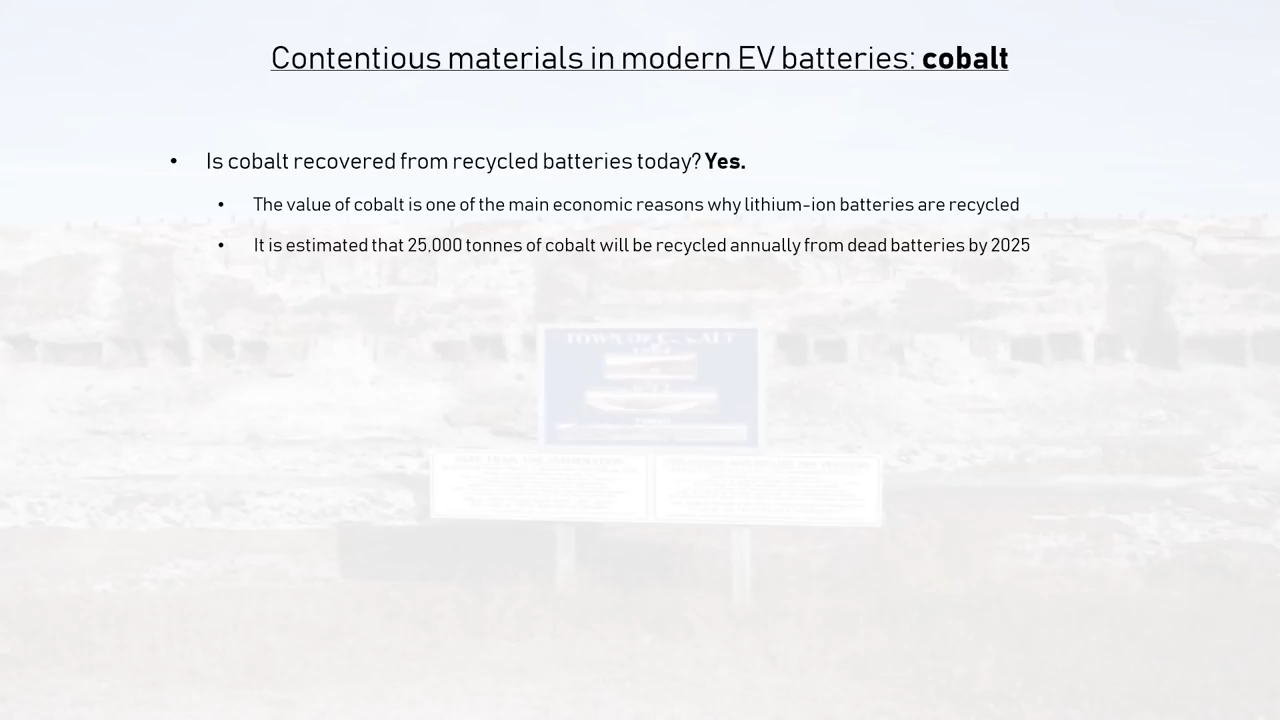 Contentious materials in modern EV batteries: cobalt
• Is cobalt recovered from recycled batteries today? Yes.
• The value of cobalt is one of the main economic reasons why lithium-ion batteries are recycled
• It is estimated that 25,000 tonnes of cobalt will be recycled annually from dead batteries by 2025
TOWN OF